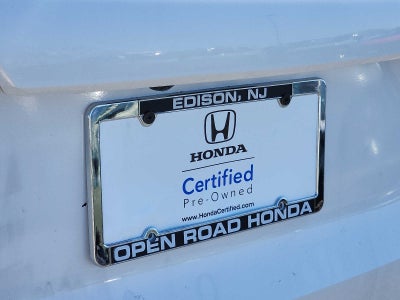 EDISON, NJ
HONDA
Certified
Pre-Owned
www.HondaCertified.com
OPEN ROAD HONDA